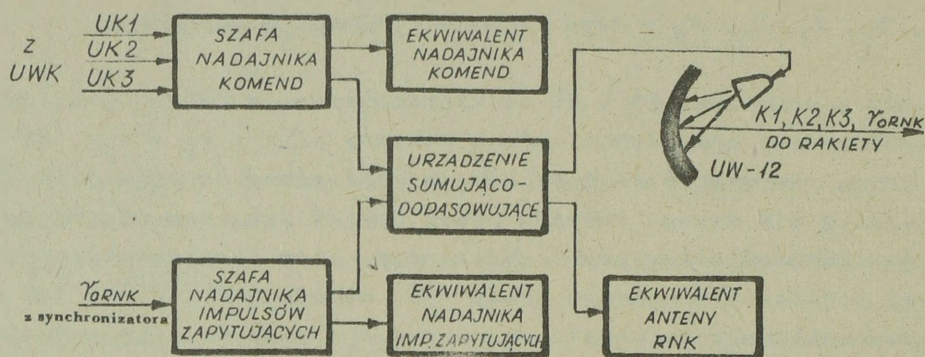 Z
UWK
UK1
UK2
UK3
SZAFA
NADAJNIKA
KOMEND
EKWIWALENT
NADAJNIKA
KOMEND
K1, K2, K3, γORNK
DO RAKIETY
UW-12
URZĄDZENIE
SUMUJĄCO-
DOPASOWUJĄCE
γORNK
z synchronizatora
SZAFA
NADAJNIKA
IMPULSÓW
ZAPYTUJĄCYCH
EKWIWALENT
NADAJNIKA
IMP. ZAPYTUJĄCYCH
EKWIWALENT
ANTENY
RNK